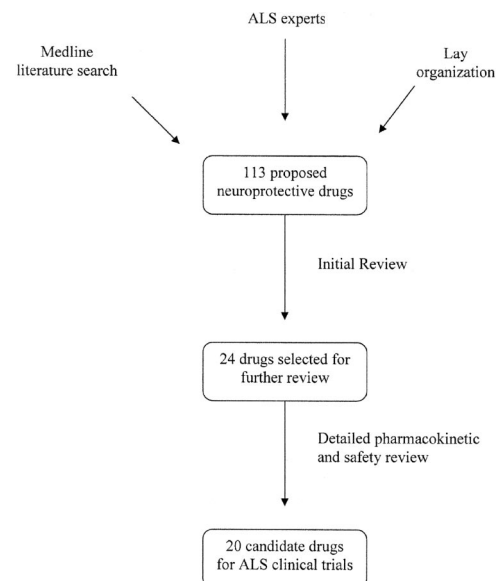 ALS experts
Medline
literature search
Lay
organization
113 proposed
neuroprotective drugs
Initial Review
24 drugs selected for
further review
Detailed pharmacokinetic
and safety review
20 candidate drugs
for ALS clinical trials